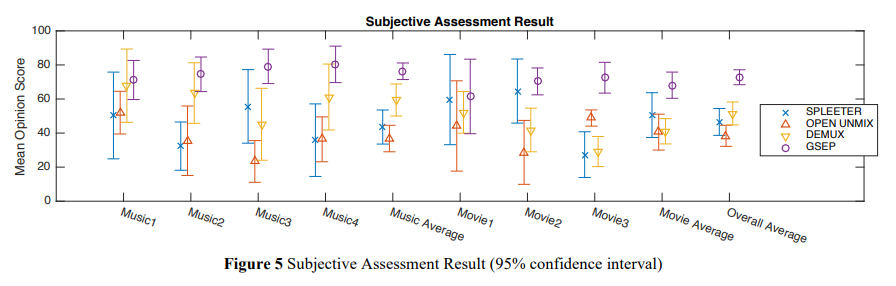 Subjective Assessment Result
100
80
60
40
20
0
Mean Opinion Score
SPLEETER
OPEN UNMIX
DEMUX
GSEP
Music1
Music2
Music3
Music4
Music Average
Movie1
Movie2
Movie3
Movie Average
Overall Average
Figure 5 Subjective Assessment Result (95% confidence interval)